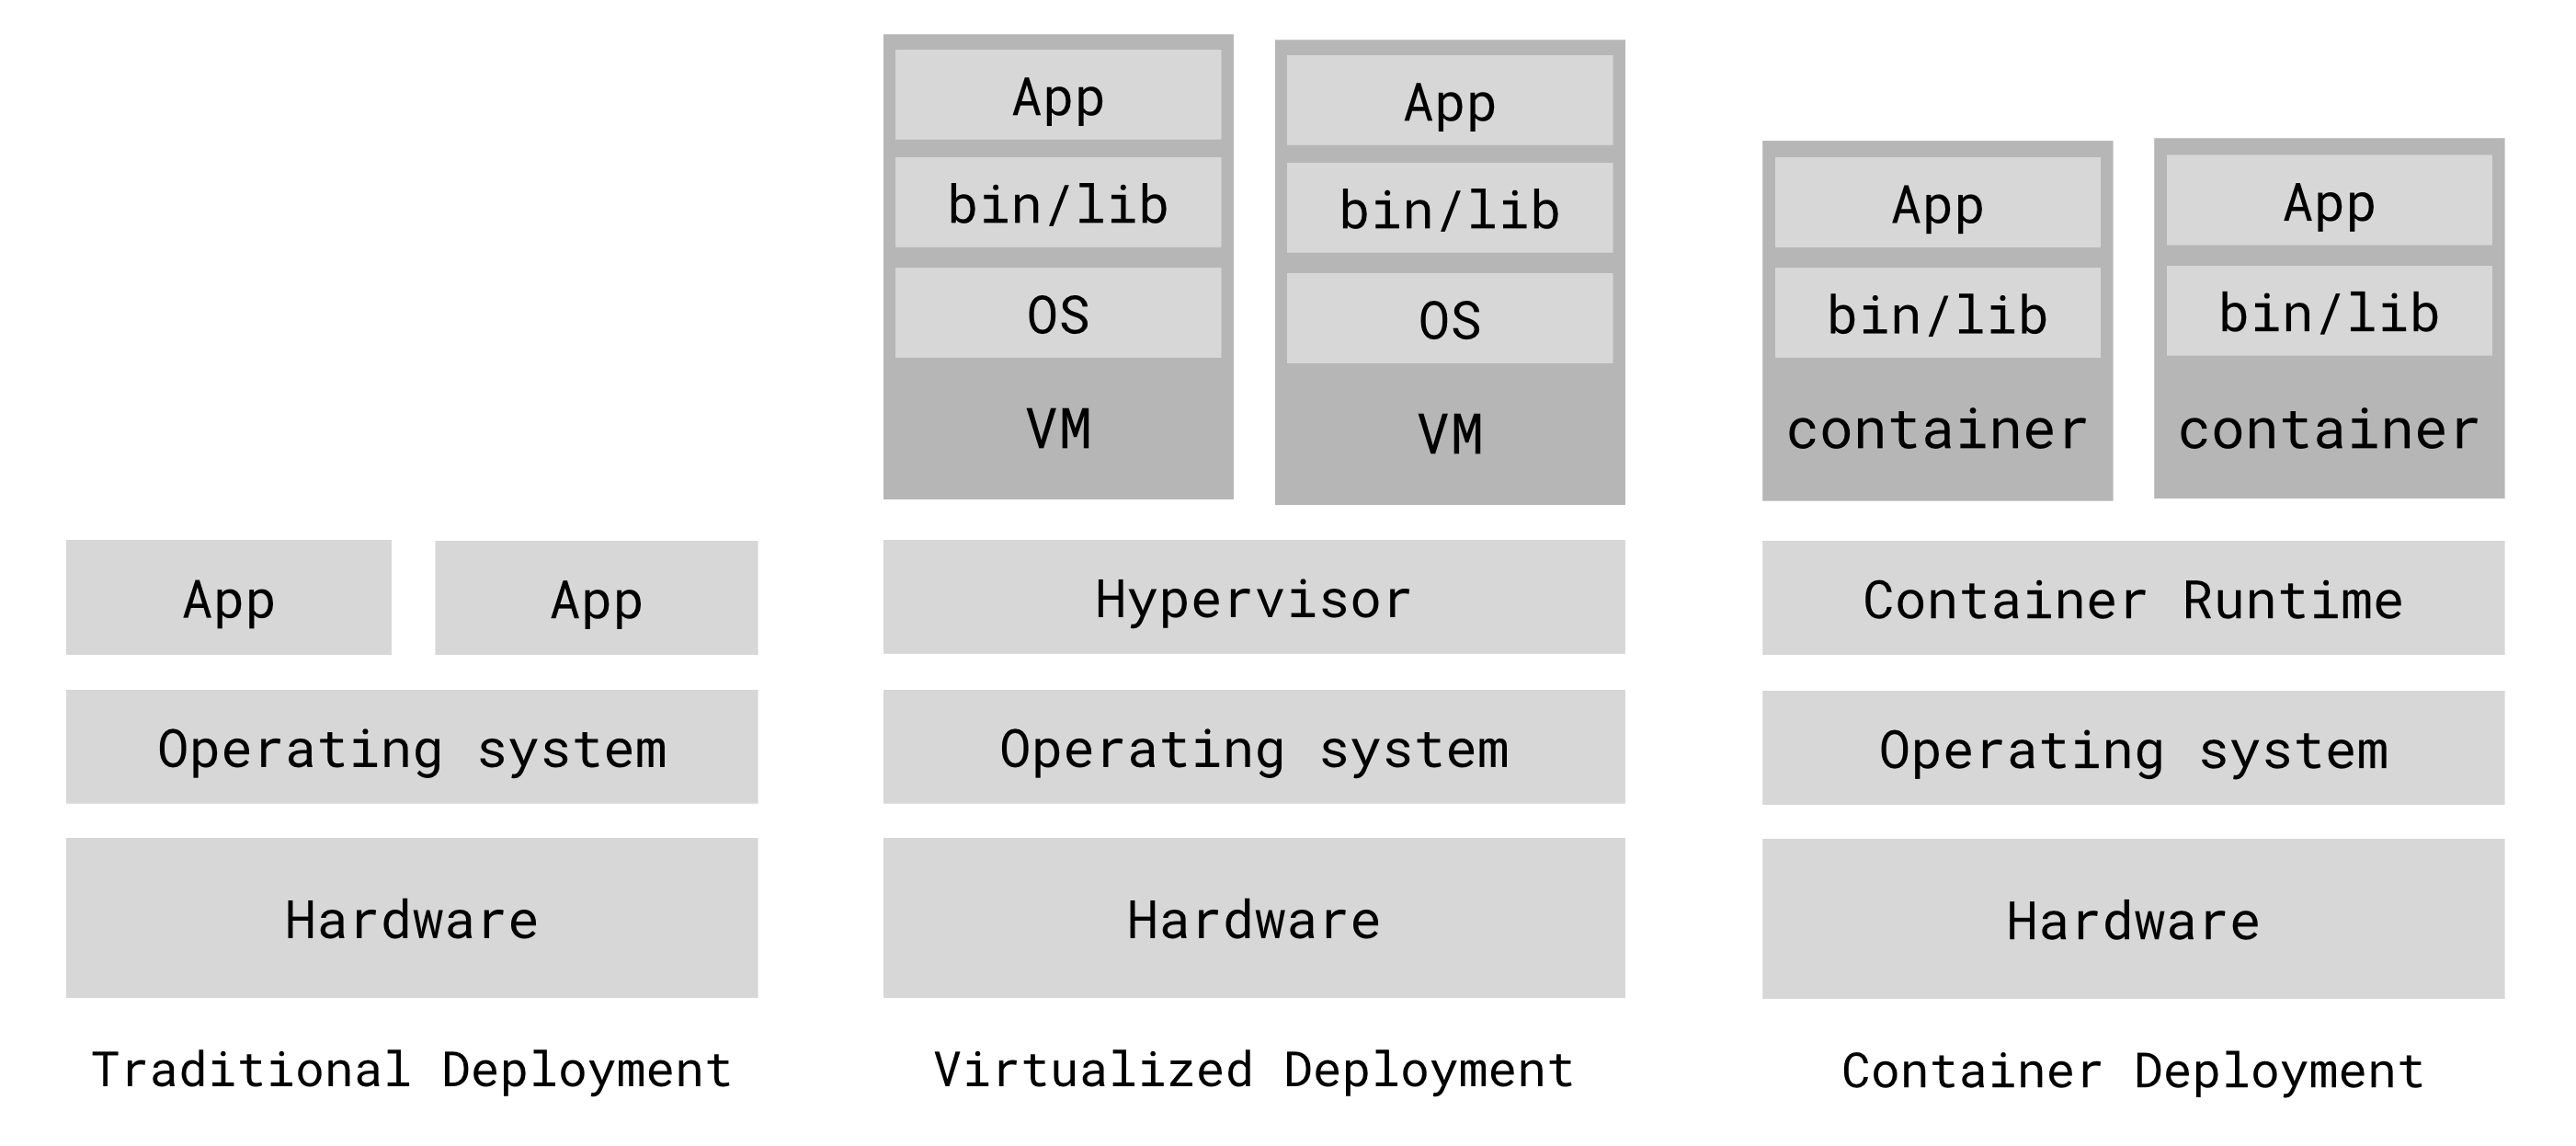 App
App
Operating system
Hardware
Traditional Deployment
App
bin/lib
OS
VM
App
bin/lib
OS
VM
Hypervisor
Operating system
Hardware
Virtualized Deployment
App
bin/lib
container
App
bin/lib
container
Container Runtime
Operating system
Hardware
Container Deployment